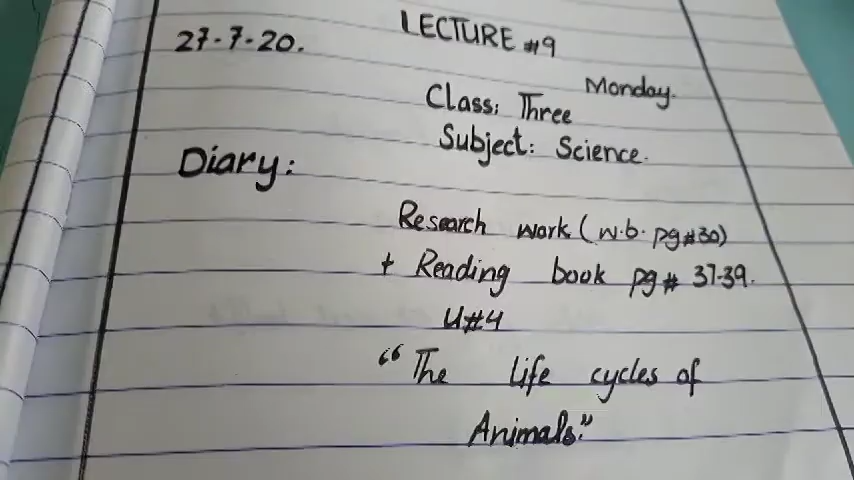 LECTURE #9
27-7-20.
Monday.
Class: Three
Subject: Science.
Diary:
Research work (w.b. pg#30)
+ Reading book pg# 37-39.
U#4
"The life cycles of
Animals."